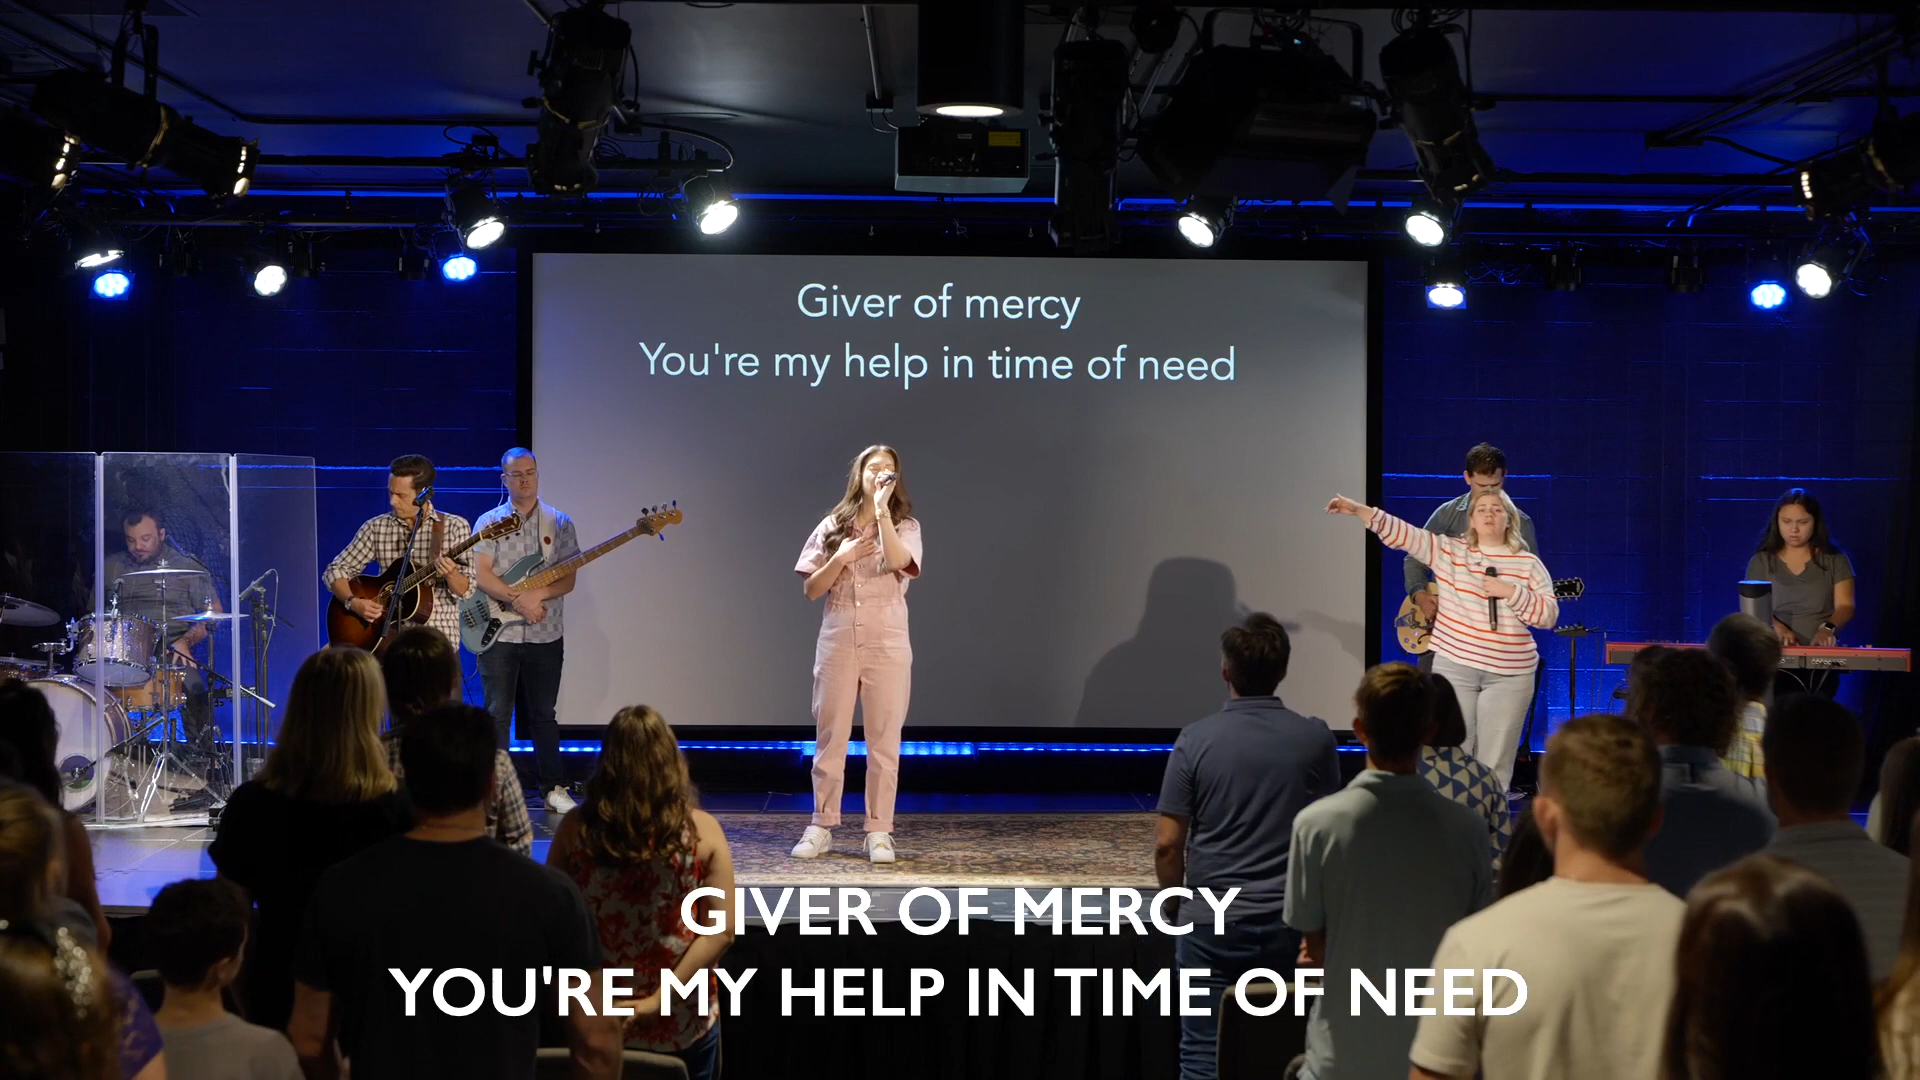 Giver of mercy
You're my help in time of need
GIVER OF MERCY
YOU'RE MY HELP IN TIME OF NEED